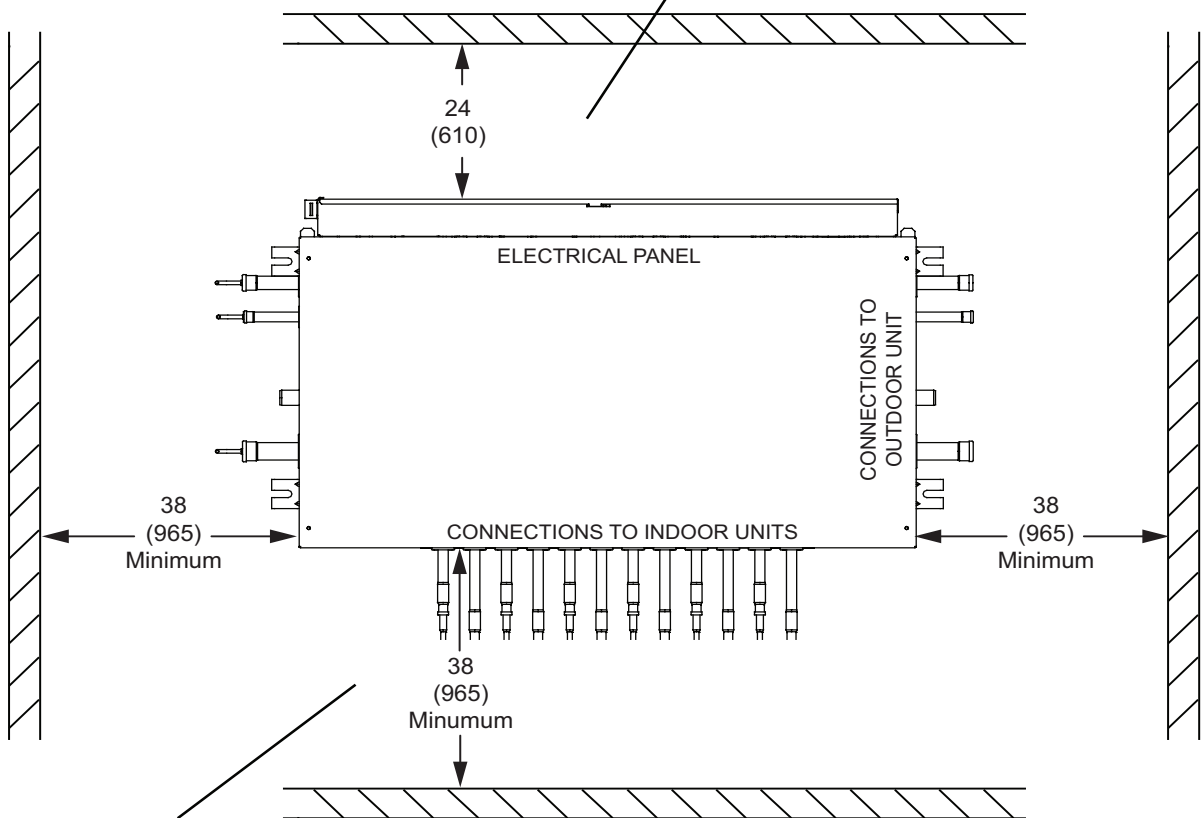 24
(610)
ELECTRICAL PANEL
CONNECTIONS TO
OUTDOOR UNIT
38
(965)
Minimum
CONNECTIONS TO INDOOR UNITS
38
(965)
Minimum
38
(965)
Minumum